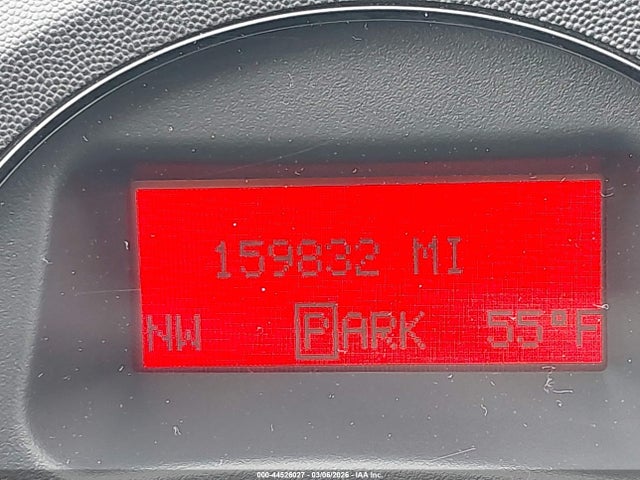 159832 MI
NW PARK 55°F
000-44526027 - 03/06/2026 - IAA Inc.